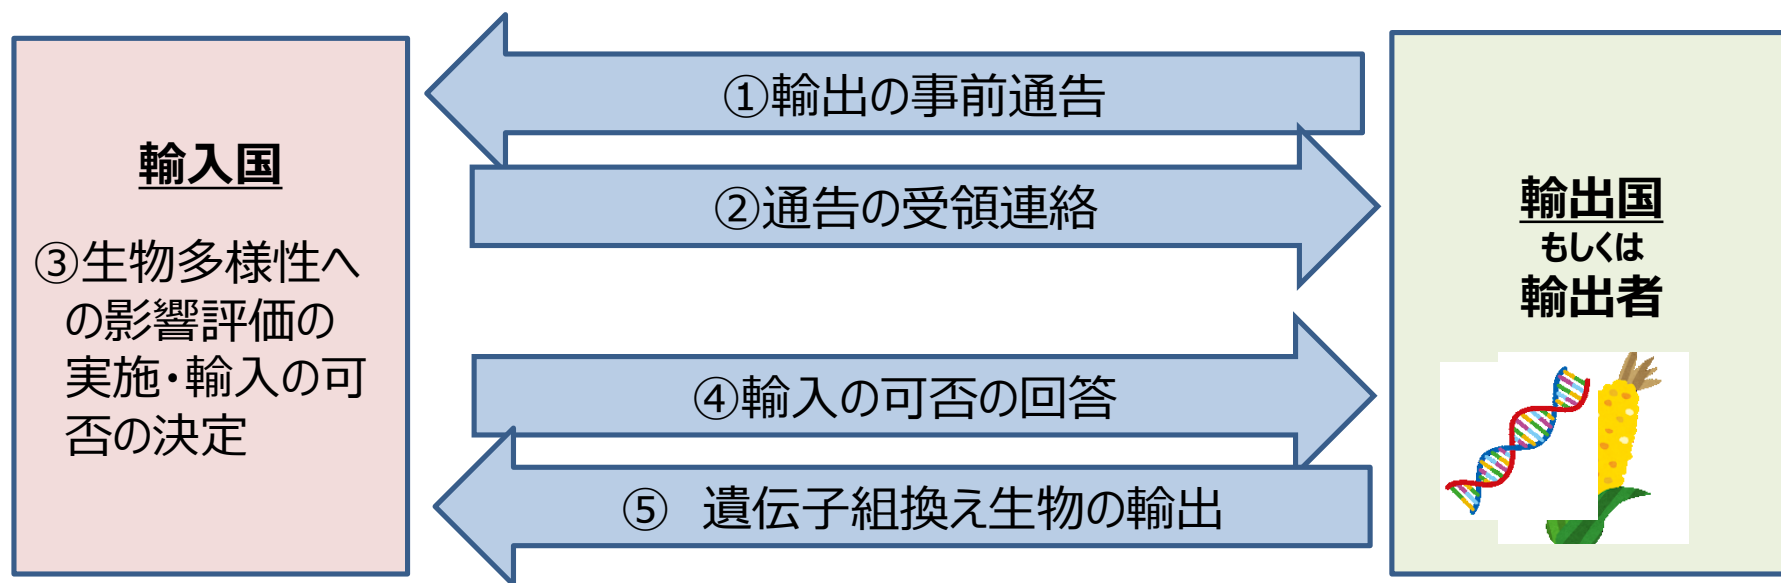 輸入国
③生物多様性へ
の影響評価の
実施・輸入の可
否の決定
①輸出の事前通告
②通告の受領連絡
④輸入の可否の回答
⑤ 遺伝子組換え生物の輸出
輸出国
もしくは
輸出者